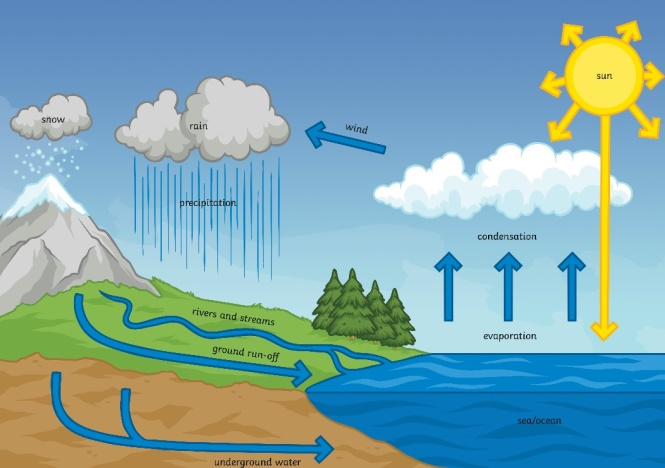 sun
snow
rain
wind
precipitation
condensation
rivers and streams
evaporation
ground run-off
sea/ocean
underground water